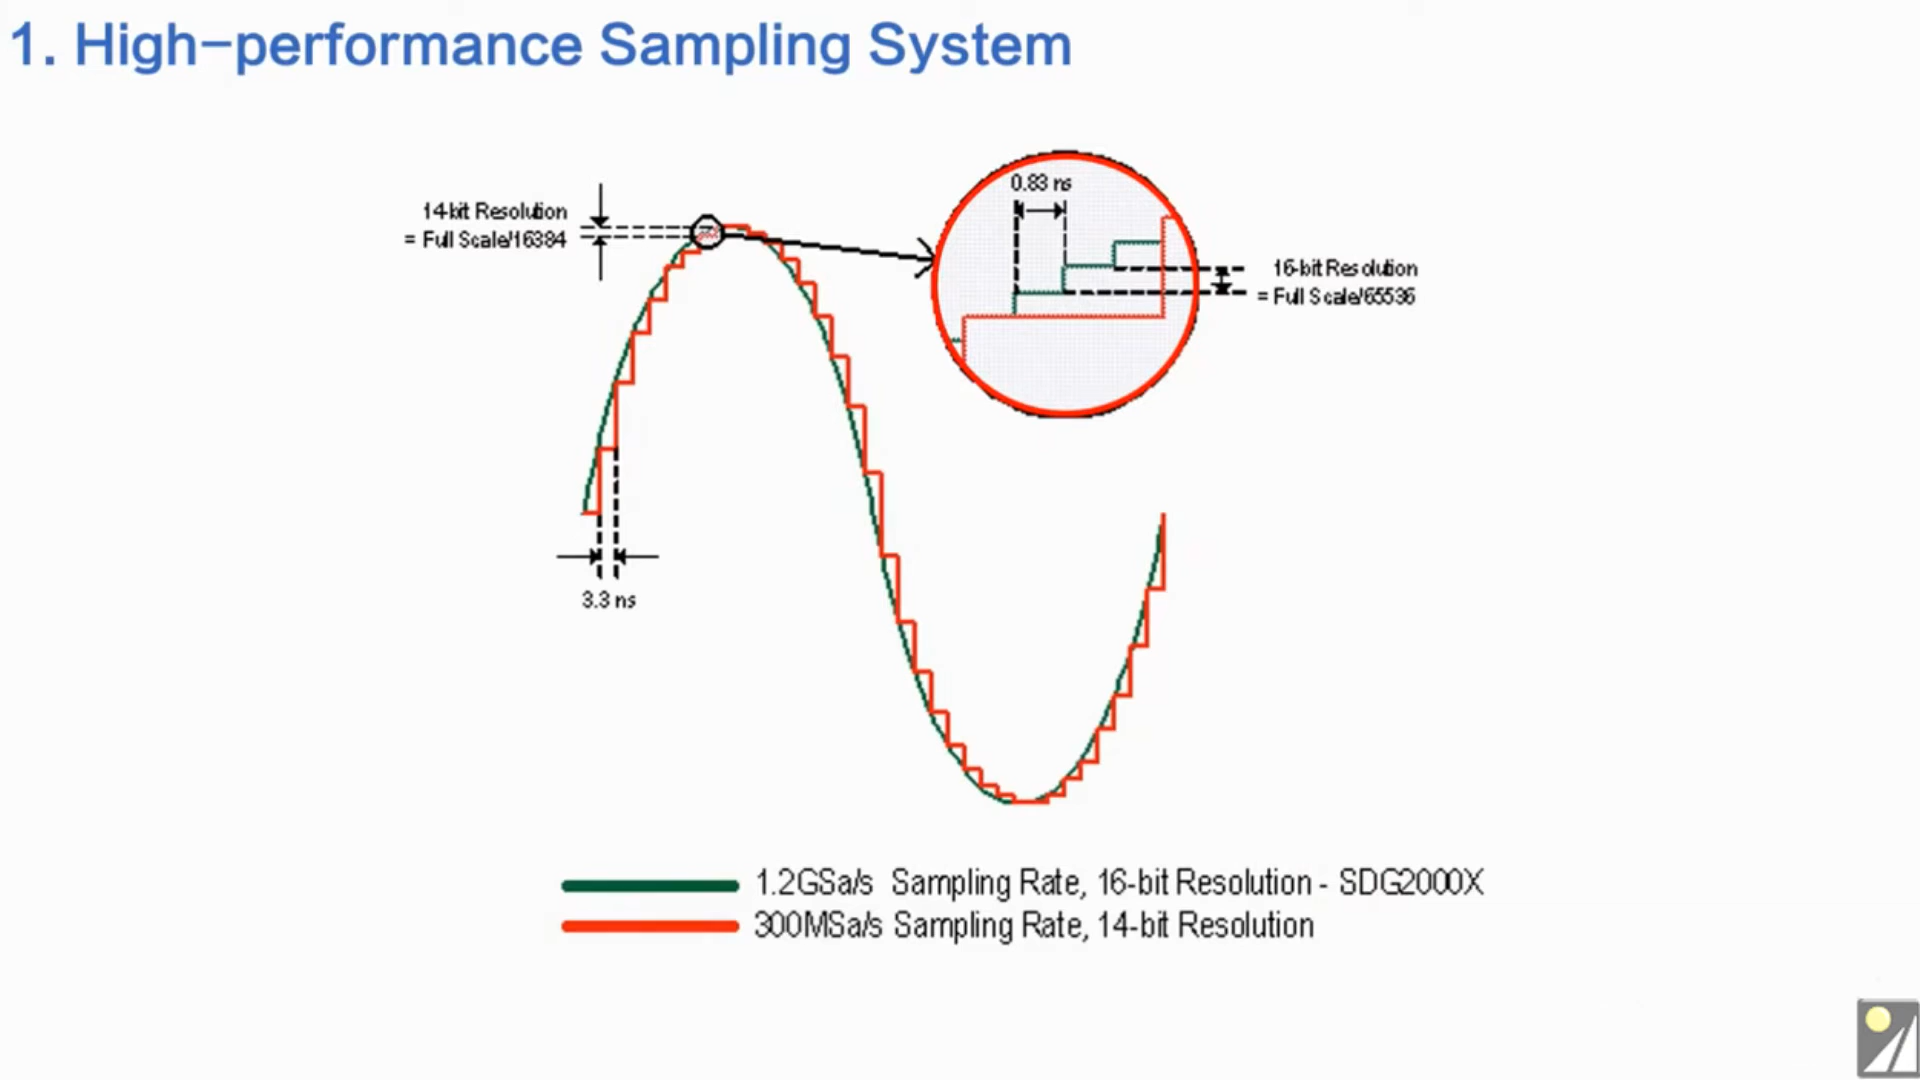 1. High-performance Sampling System
0.83 ns
14-bit Resolution
= Full Scale/16384
16-bit Resolution
= Full Scale/65536
3.3 ns
1.2GSa/s Sampling Rate, 16-bit Resolution - SDG2000X
300MSa/s Sampling Rate, 14-bit Resolution